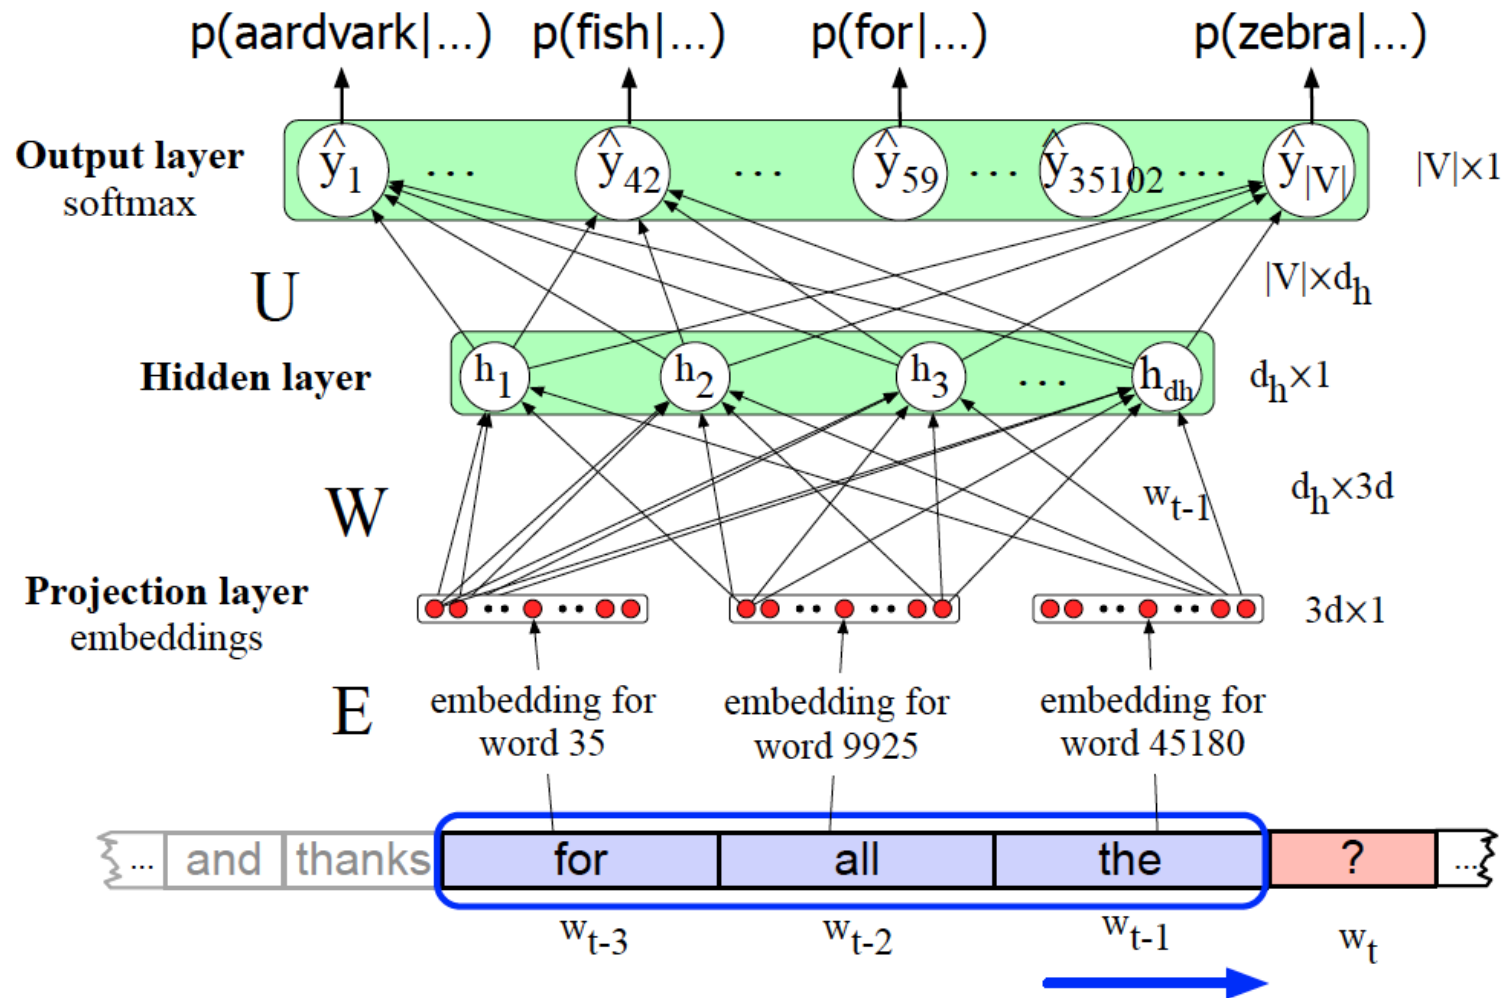 p(aardvark|...) p(fish|...) p(for|...) p(zebra|...)
Output layer
softmax
ŷ1 ... ŷ42 ... ŷ59 ... ŷ35102 ... ŷ|V|
|V|×1
U
|V|×dh
Hidden layer
h1 h2 h3 ... hdh
dh×1
W
wt-1
dh×3d
Projection layer
embeddings
3d×1
E
embedding for
word 35
embedding for
word 9925
embedding for
word 45180
... and thanks for all the ? ...
wt-3 wt-2 wt-1 wt